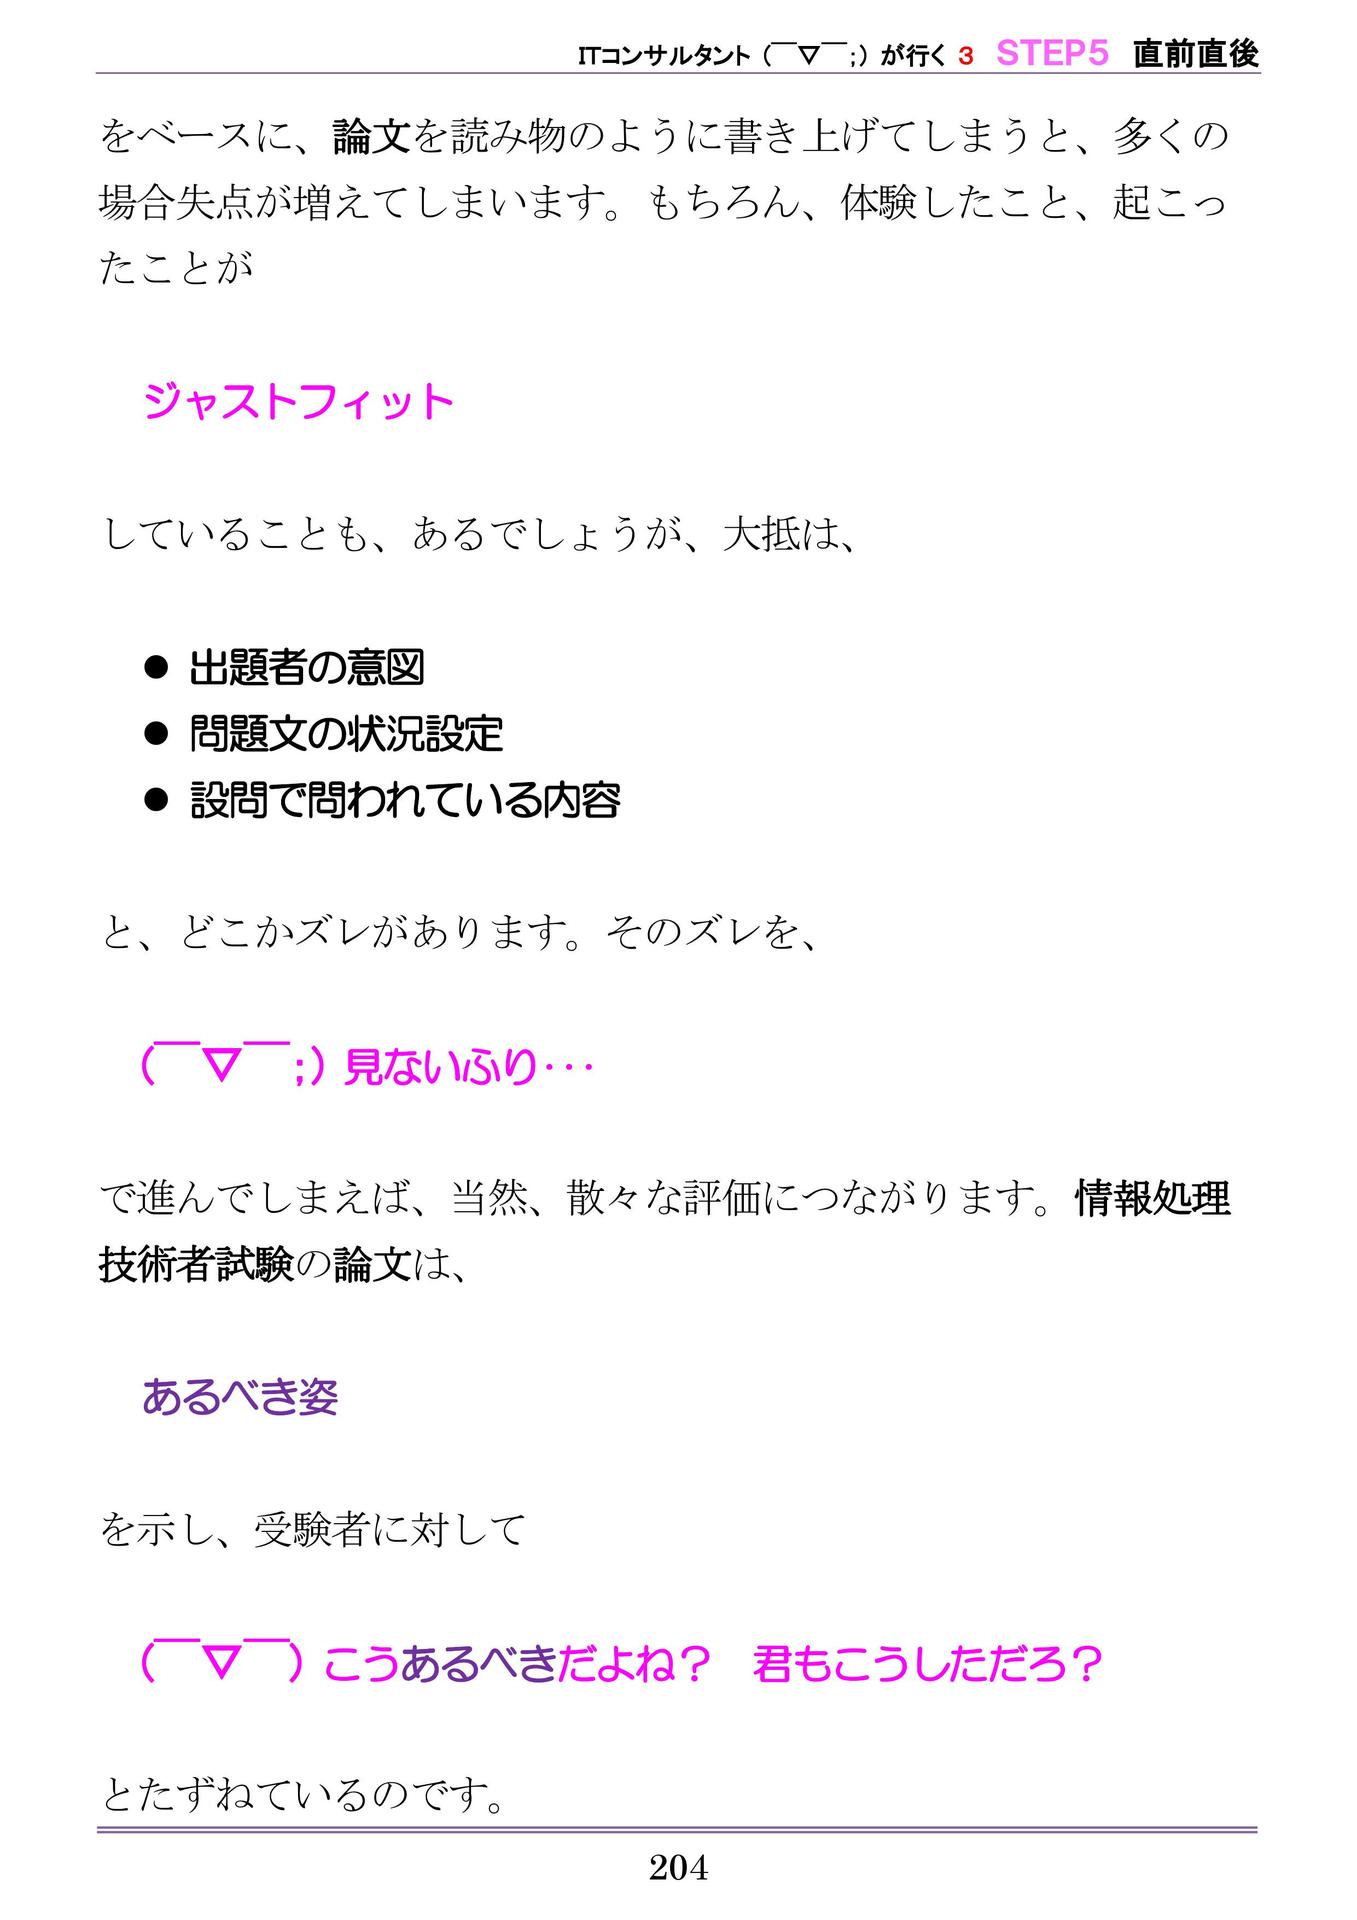 ITコンサルタント（￣▽￣;）が行く 3 STEP5 直前直後
をベースに、論文を読み物のように書き上げてしまうと、多くの
場合失点が増えてしまいます。もちろん、体験したこと、起こっ
たことが
ジャストフィット
していることも、あるでしょうが、大抵は、
● 出題者の意図
● 問題文の状況設定
● 設問で問われている内容
と、どこかズレがあります。そのズレを、
（￣▽￣;）見ないふり･･･
で進んでしまえば、当然、散々な評価につながります。情報処理
技術者試験の論文は、
あるべき姿
を示し、受験者に対して
（￣▽￣）こうあるべきだよね？　君もこうしただろ？
とたずねているのです。
204